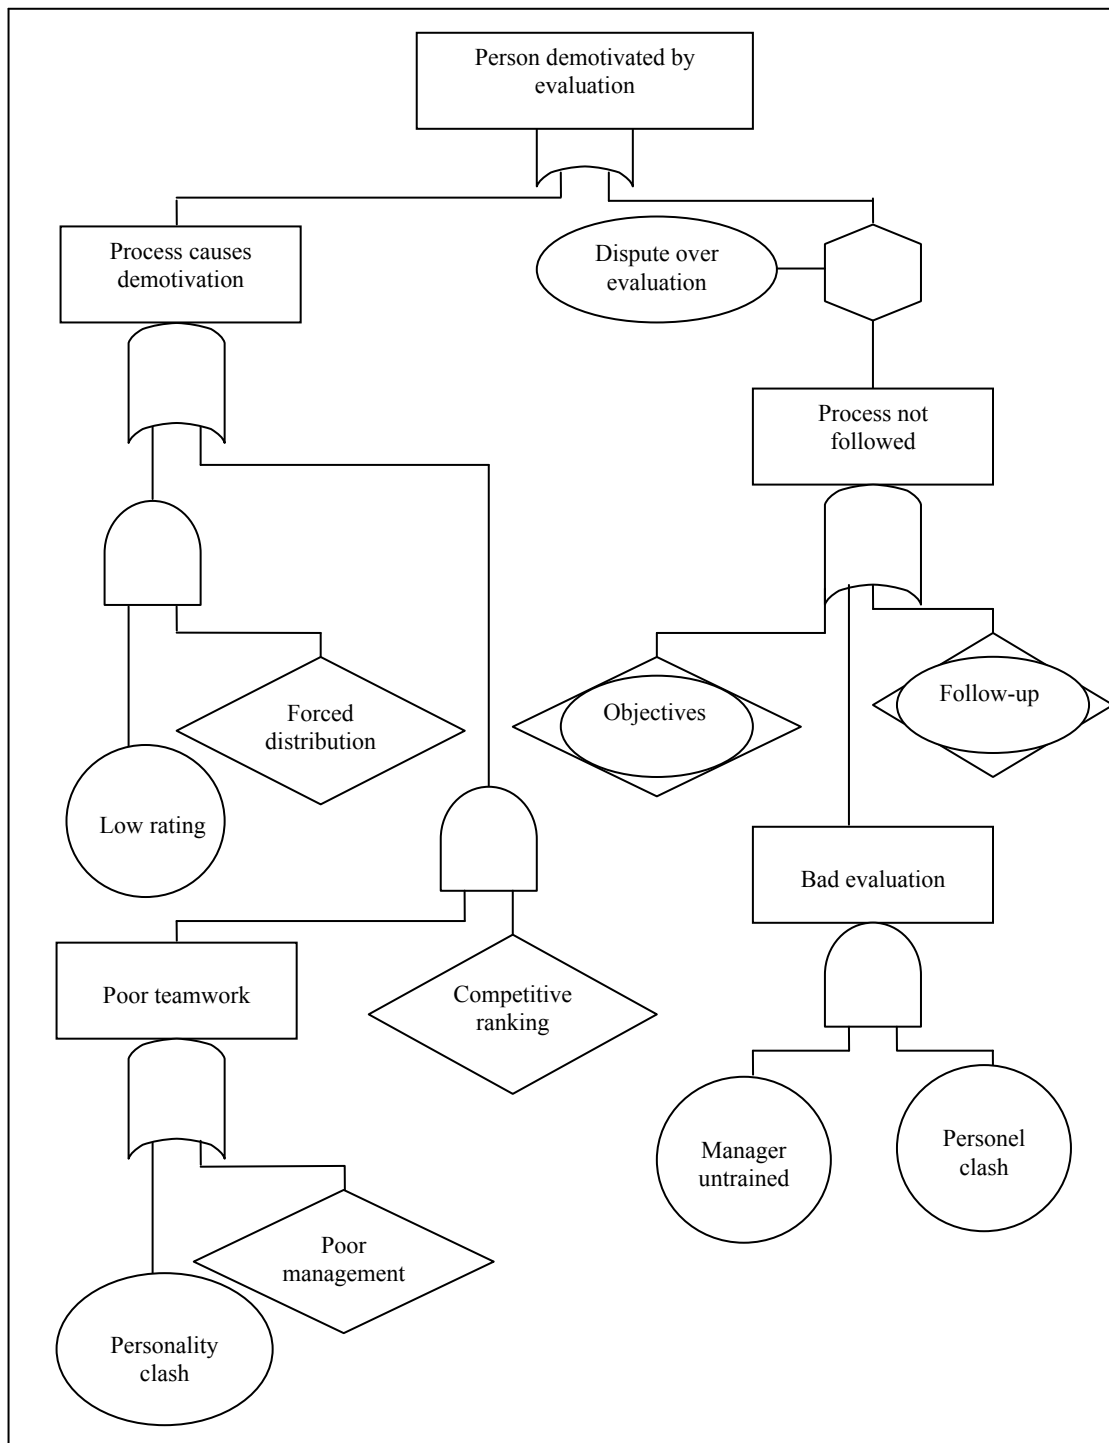 Person demotivated by
evaluation
Process causes
demotivation
Dispute over
evaluation
Process not
followed
Forced
distribution
Objectives
Follow-up
Low rating
Bad evaluation
Poor teamwork
Competitive
ranking
Manager
untrained
Personel
clash
Poor
management
Personality
clash